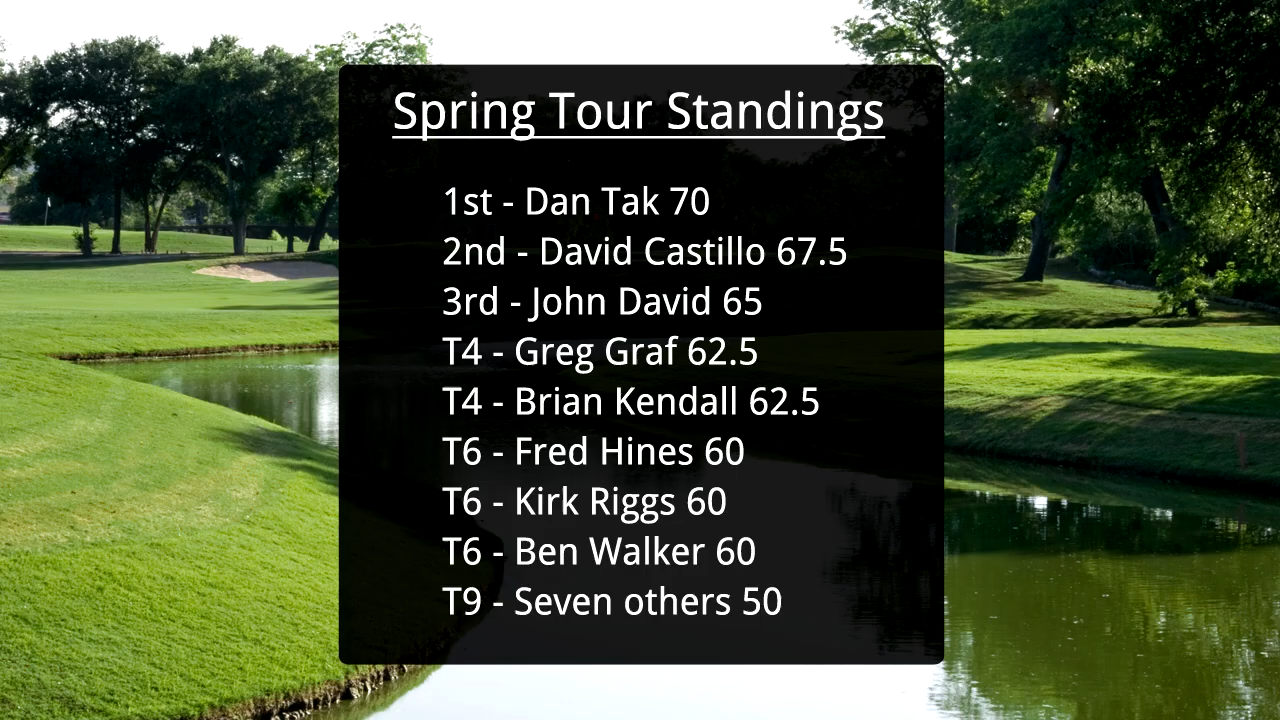 Spring Tour Standings
1st - Dan Tak 70
2nd - David Castillo 67.5
3rd - John David 65
T4 - Greg Graf 62.5
T4 - Brian Kendall 62.5
T6 - Fred Hines 60
T6 - Kirk Riggs 60
T6 - Ben Walker 60
T9 - Seven others 50